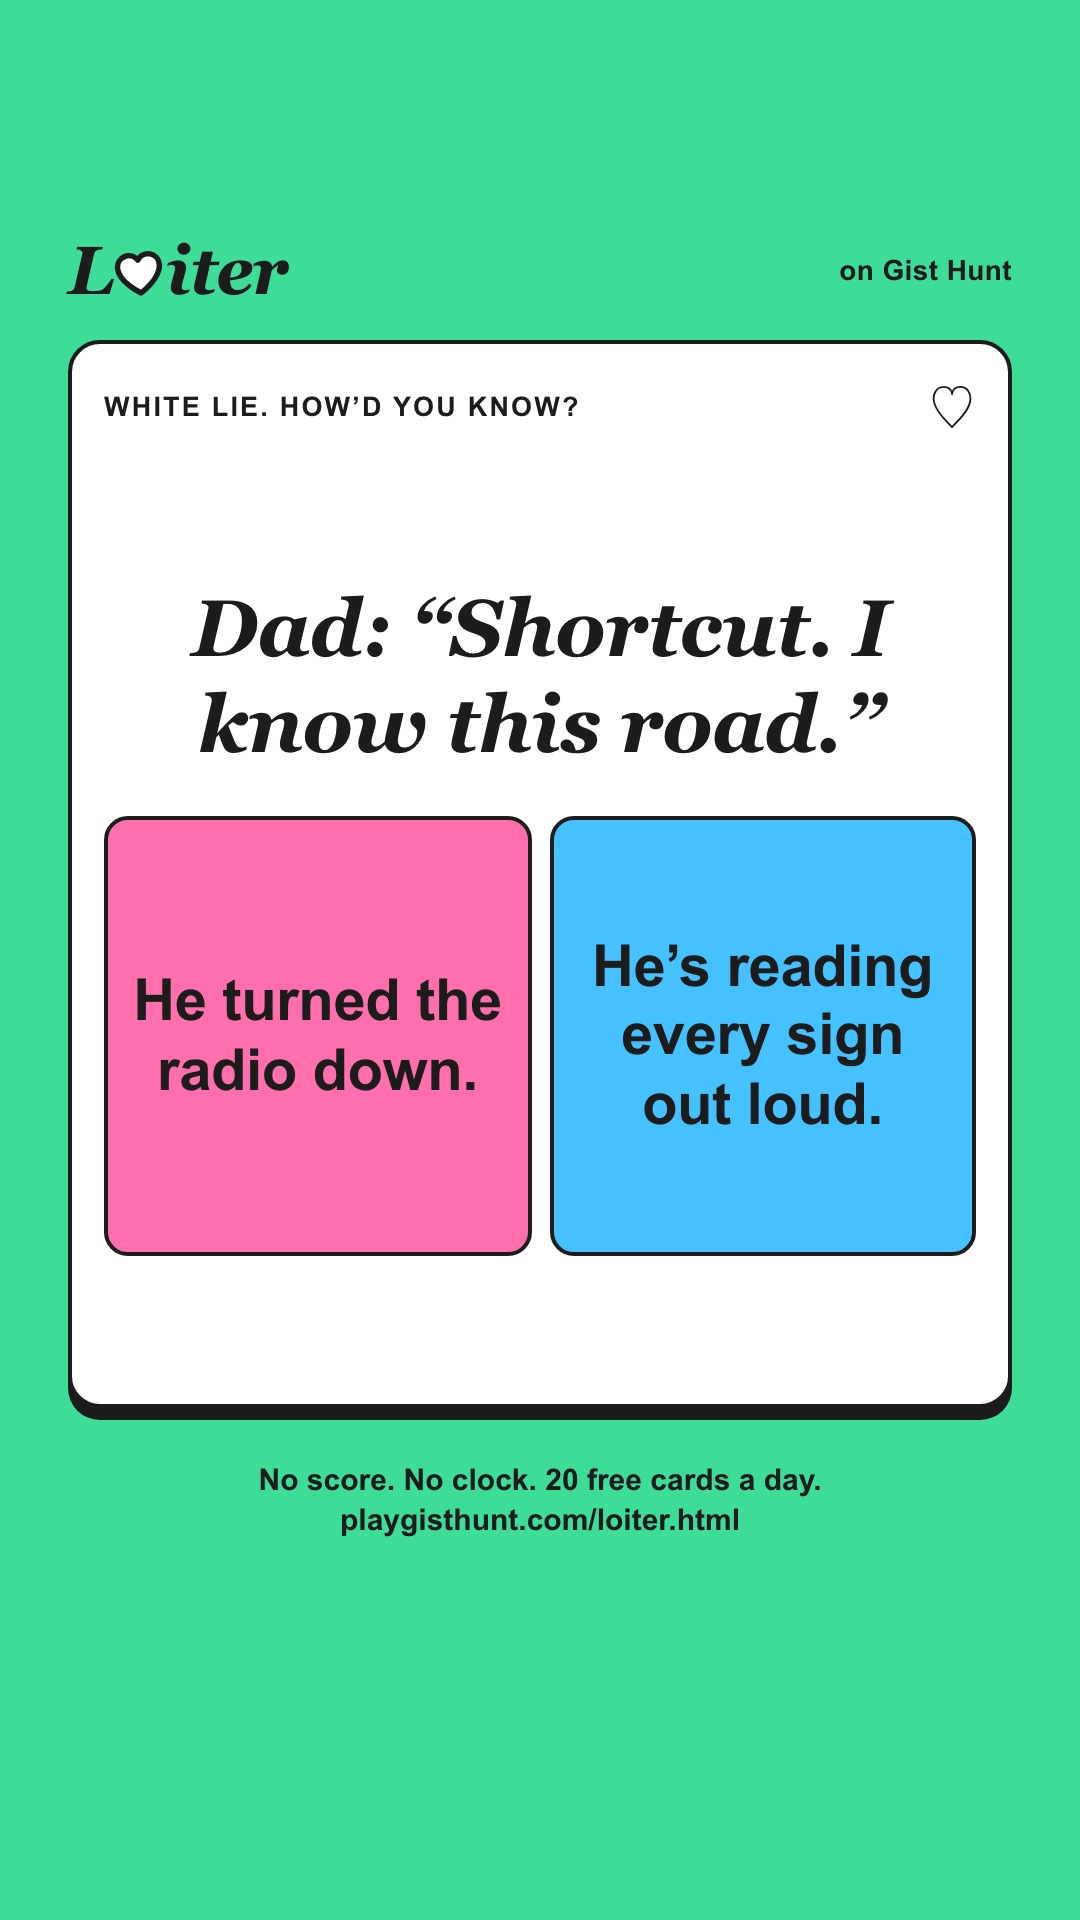 Loiter
on Gist Hunt
WHITE LIE. HOW’D YOU KNOW?
Dad: “Shortcut. I
know this road.”
He turned the
radio down.
He’s reading
every sign
out loud.
No score. No clock. 20 free cards a day.
playgisthunt.com/loiter.html